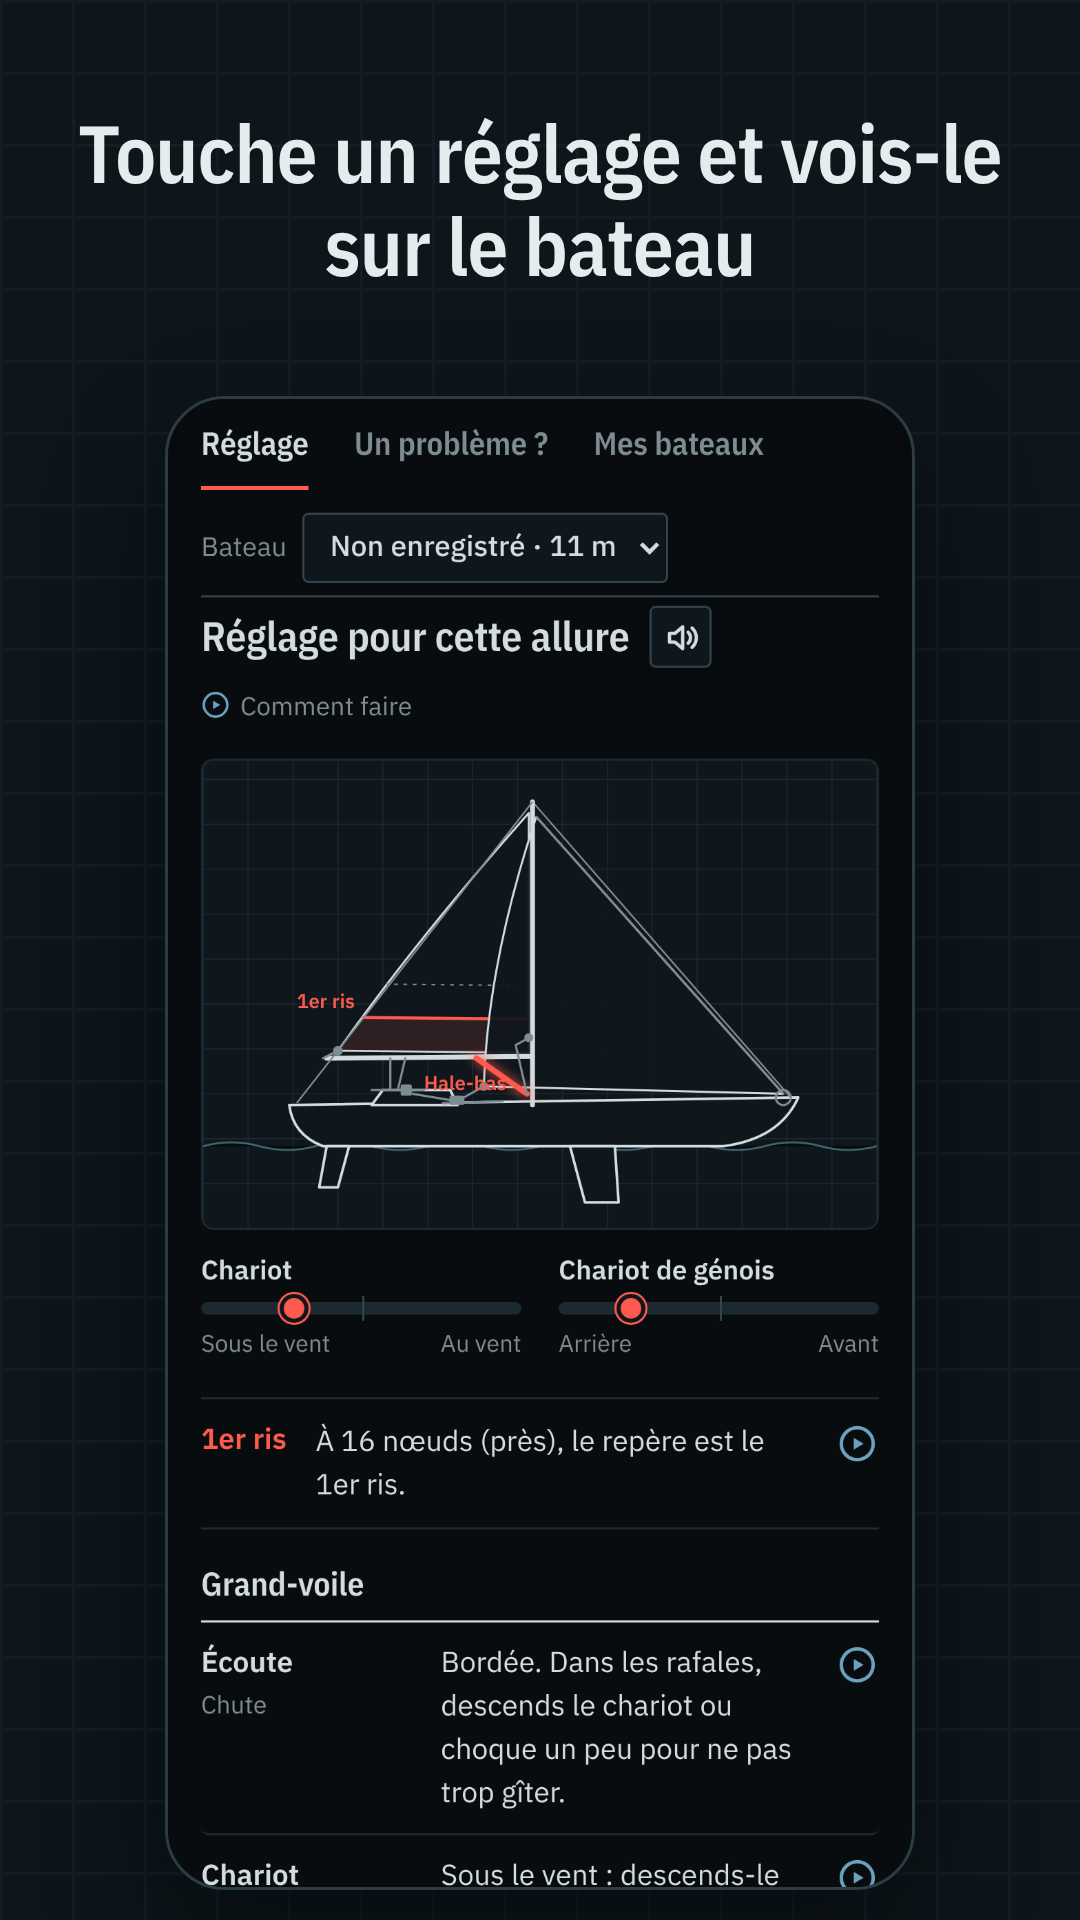 Touche un réglage et vois-le
sur le bateau
Réglage
Un problème ?
Mes bateaux
Bateau
Non enregistré · 11 m
Réglage pour cette allure
Comment faire
1er ris
Hale-bas
Chariot
Sous le vent
Au vent
Chariot de génois
Arrière
Avant
1er ris
À 16 nœuds (près), le repère est le
1er ris.
Grand-voile
Écoute
Chute
Bordée. Dans les rafales,
descends le chariot ou
choque un peu pour ne pas
trop gîter.
Chariot
Sous le vent : descends-le